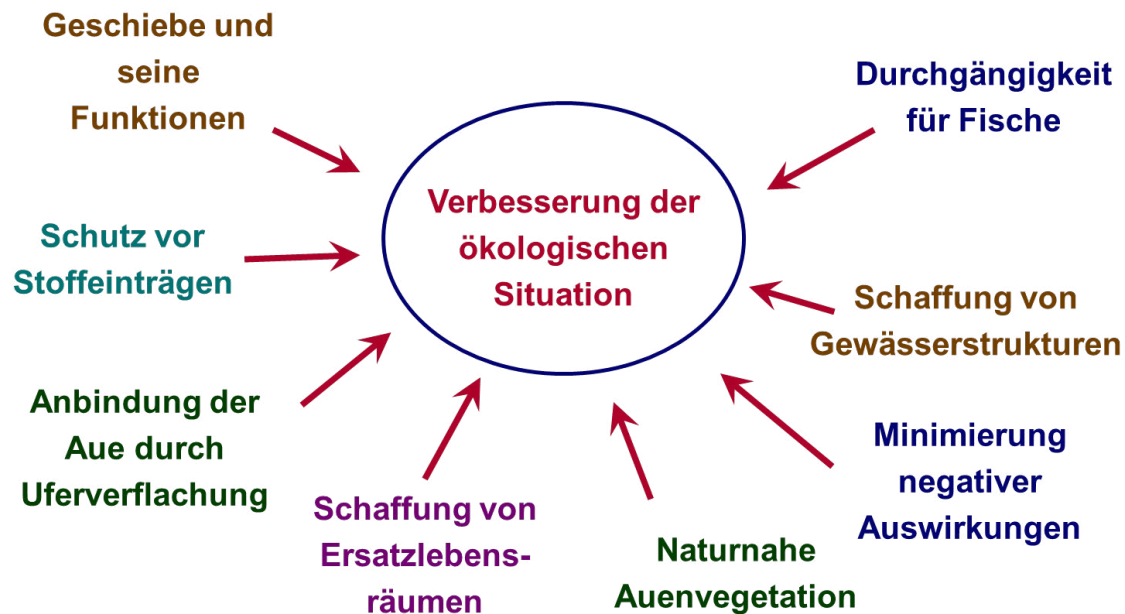 Geschiebe und
seine
Funktionen
Durchgängigkeit
für Fische
Verbesserung der
ökologischen
Situation
Schutz vor
Stoffeinträgen
Schaffung von
Gewässerstrukturen
Anbindung der
Aue durch
Uferverflachung
Minimierung
negativer
Auswirkungen
Schaffung von
Ersatzlebens-
räumen
Naturnahe
Auenvegetation